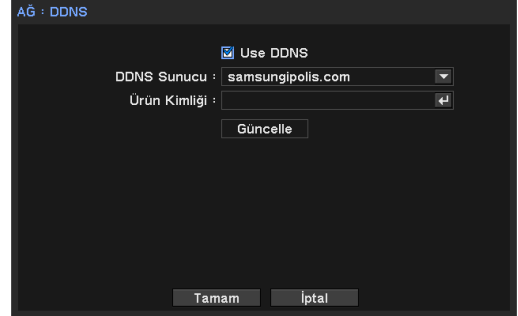 AĞ : DDNS
Use DDNS
DDNS Sunucu : samsungipolis.com
Ürün Kimliği :
Güncelle
Tamam İptal